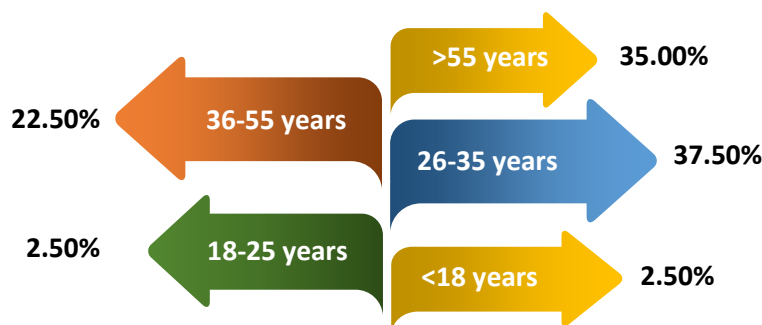 >55 years 35.00%
22.50% 36-55 years
26-35 years 37.50%
2.50% 18-25 years
<18 years 2.50%